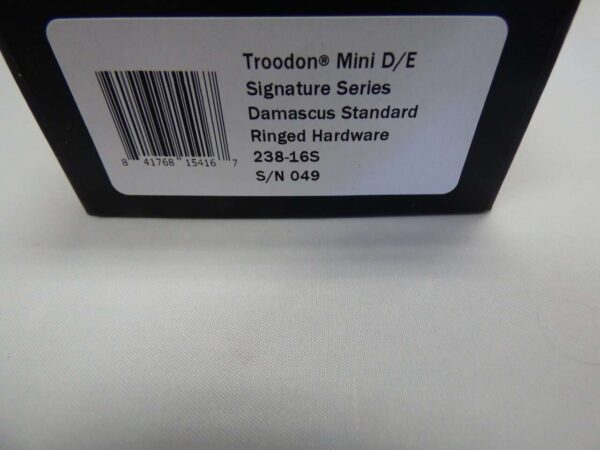 Troodon® Mini D/E
Signature Series
Damascus Standard
Ringed Hardware
238-16S
S/N 049
8 41768 15416 7